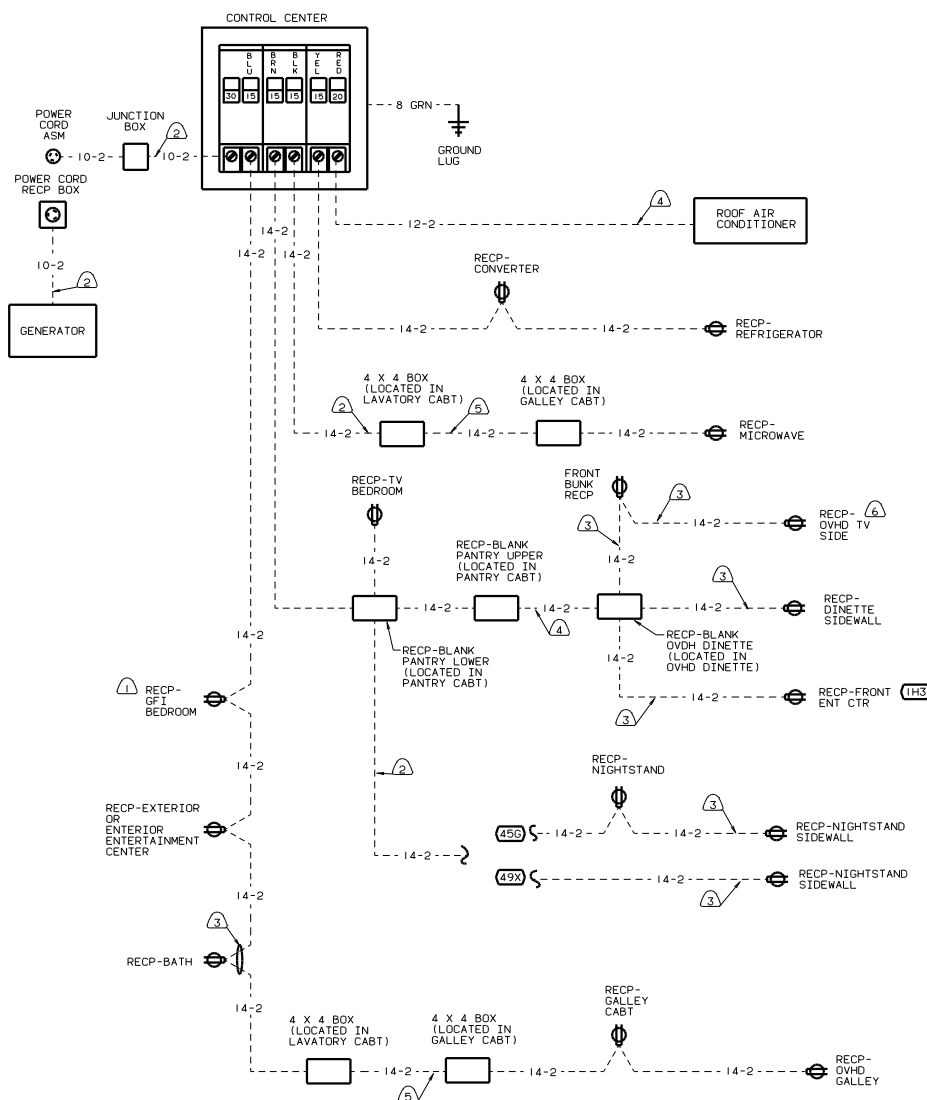 CONTROL CENTER
BLU
BRN
BLK
YEL
RED
30
15
15
15
15
20
8 GRN
GROUND
LUG
POWER
CORD
ASM
JUNCTION
BOX
2
10-2
10-2
POWER CORD
RECP BOX
10-2
2
GENERATOR
14-2
14-2
14-2
12-2
4
ROOF AIR
CONDITIONER
RECP-
CONVERTER
14-2
14-2
RECP-
REFRIGERATOR
4 X 4 BOX
(LOCATED IN
LAVATORY CABT)
4 X 4 BOX
(LOCATED IN
GALLEY CABT)
2
5
14-2
14-2
14-2
RECP-
MICROWAVE
RECP-TV
BEDROOM
14-2
FRONT
BUNK
RECP
3
3
14-2
14-2
RECP-
OVHD TV
SIDE
6
RECP-BLANK
PANTRY UPPER
(LOCATED IN
PANTRY CABT)
14-2
14-2
4
14-2
3
RECP-
DINETTE
SIDEWALL
RECP-BLANK
PANTRY LOWER
(LOCATED IN
PANTRY CABT)
RECP-BLANK
OVDH DINETTE
(LOCATED IN
OVHD DINETTE)
14-2
14-2
3
RECP-FRONT
ENT CTR
1H3
14-2
1
RECP-
GFI
BEDROOM
14-2
2
14-2
RECP-
NIGHTSTAND
45G
14-2
14-2
3
RECP-NIGHTSTAND
SIDEWALL
49X
14-2
3
RECP-NIGHTSTAND
SIDEWALL
RECP-EXTERIOR
OR
ENTERIOR
ENTERTAINMENT
CENTER
14-2
3
RECP-BATH
14-2
4 X 4 BOX
(LOCATED IN
LAVATORY CABT)
4 X 4 BOX
(LOCATED IN
GALLEY CABT)
14-2
5
14-2
RECP-
GALLEY
CABT
14-2
RECP-
OVHD
GALLEY